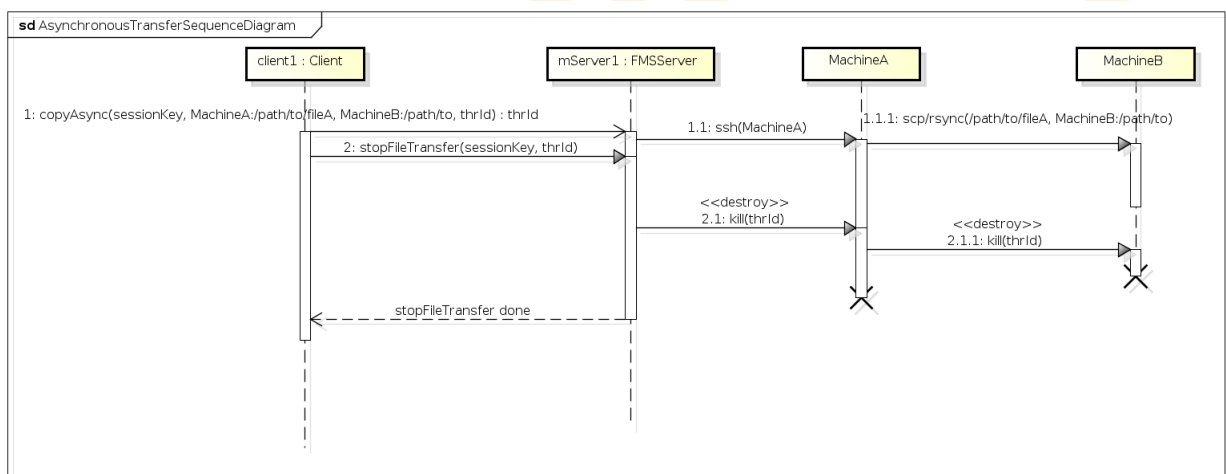 sd AsynchronousTransferSequenceDiagram
client1 : Client
mServer1 : FMSServer
MachineA
MachineB
1: copyAsync(sessionKey, MachineA:/path/to/fileA, MachineB:/path/to, thrId) : thrId
1.1: ssh(MachineA)
1.1.1: scp/rsync(/path/to/fileA, MachineB:/path/to)
2: stopFileTransfer(sessionKey, thrId)
<<destroy>>
2.1: kill(thrId)
<<destroy>>
2.1.1: kill(thrId)
stopFileTransfer done